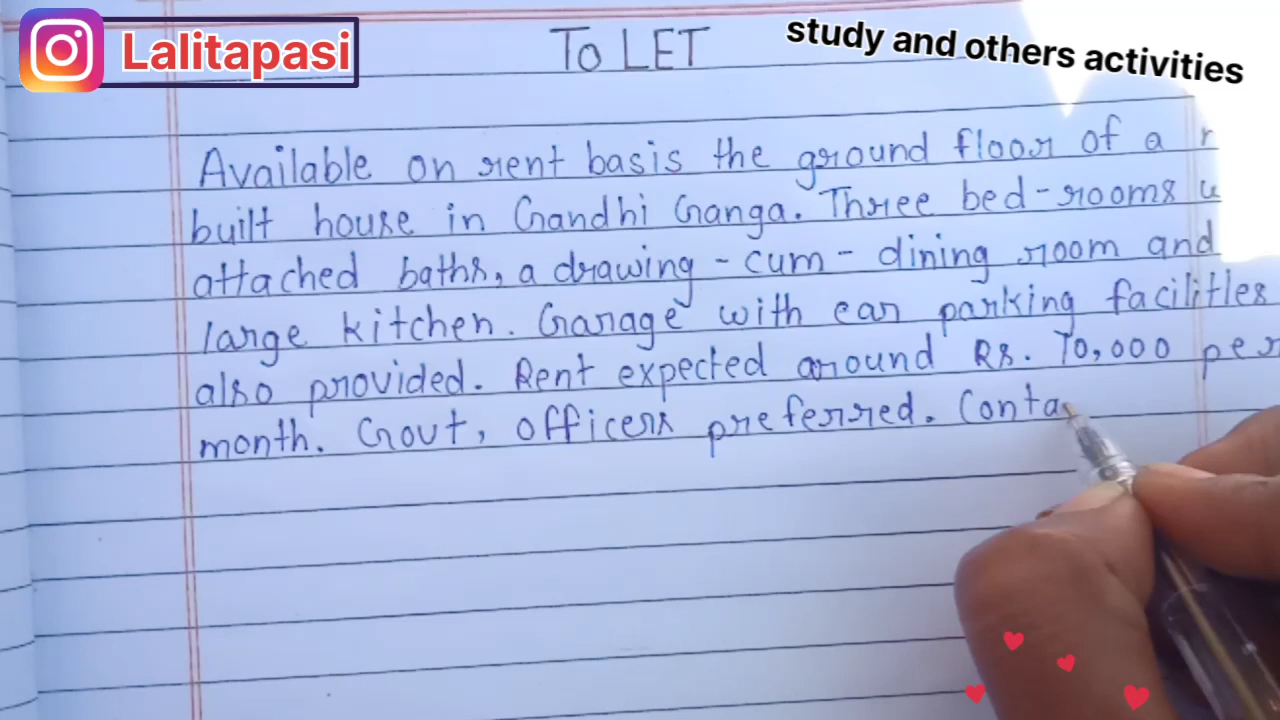 Lalitapasi
study and others activities
TO LET
Available on rent basis the ground floor of a
built house in Gandhi Ganga. Three bed-rooms
attached baths, a drawing - cum - dining room and
large kitchen. Garage with car parking facilities
also provided. Rent expected around Rs. 70,000 per
month. Govt, officers preferred. Conta